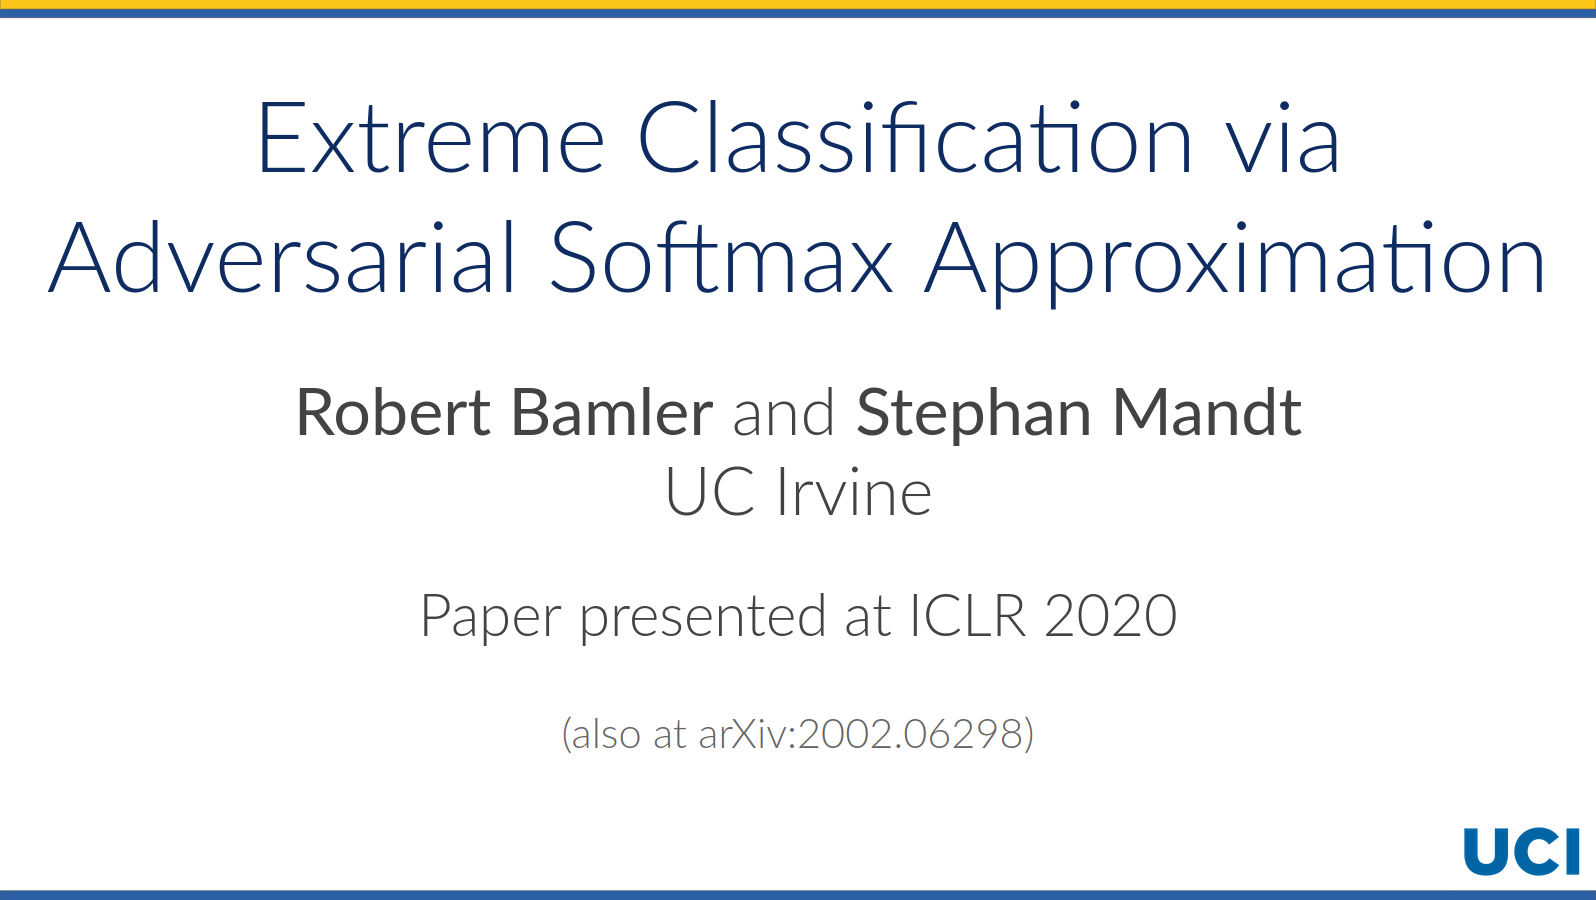 Extreme Classification via
Adversarial Softmax Approximation
Robert Bamler and Stephan Mandt
UC Irvine
Paper presented at ICLR 2020
(also at arXiv:2002.06298)
UCI